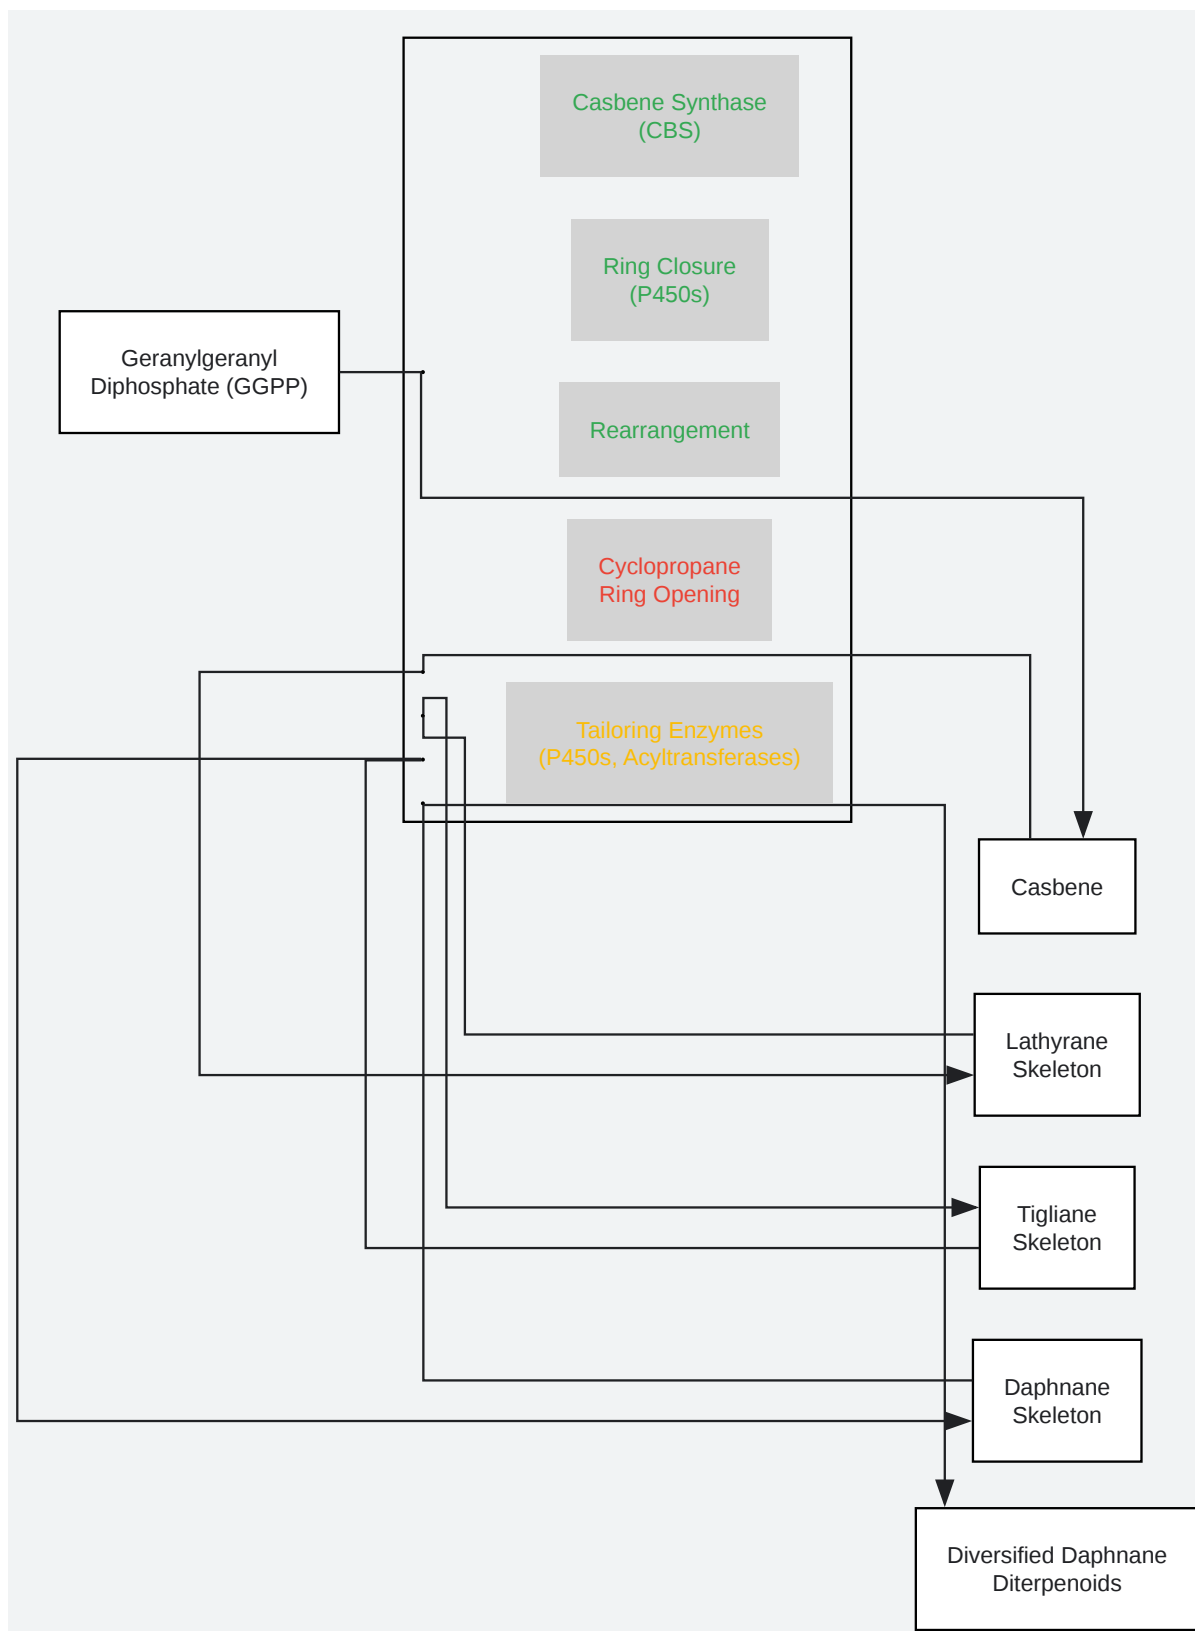 Casbene Synthase
(CBS)
Ring Closure
(P450s)
Geranylgeranyl
Diphosphate (GGPP)
Rearrangement
Cyclopropane
Ring Opening
Tailoring Enzymes
(P450s, Acyltransferases)
Casbene
Lathyrane
Skeleton
Tigliane
Skeleton
Daphnane
Skeleton
Diversified Daphnane
Diterpenoids